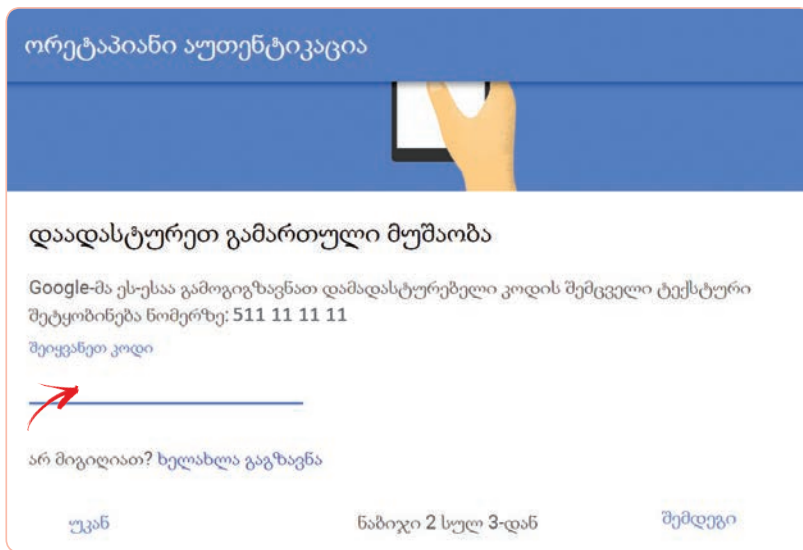 ორეტაპიანი აუთენტიკაცია
დაადასტურეთ გამართული მუშაობა
Google-მა ეს-ესაა გამოგიგზავნათ დამადასტურებელი კოდის შემცველი ტექსტური
შეტყობინება ნომერზე: 511 11 11 11
შეიყვანეთ კოდი
არ მიგიღიათ? ხელახლა გაგზავნა
უკან ნაბიჯი 2 სულ 3-დან შემდეგი